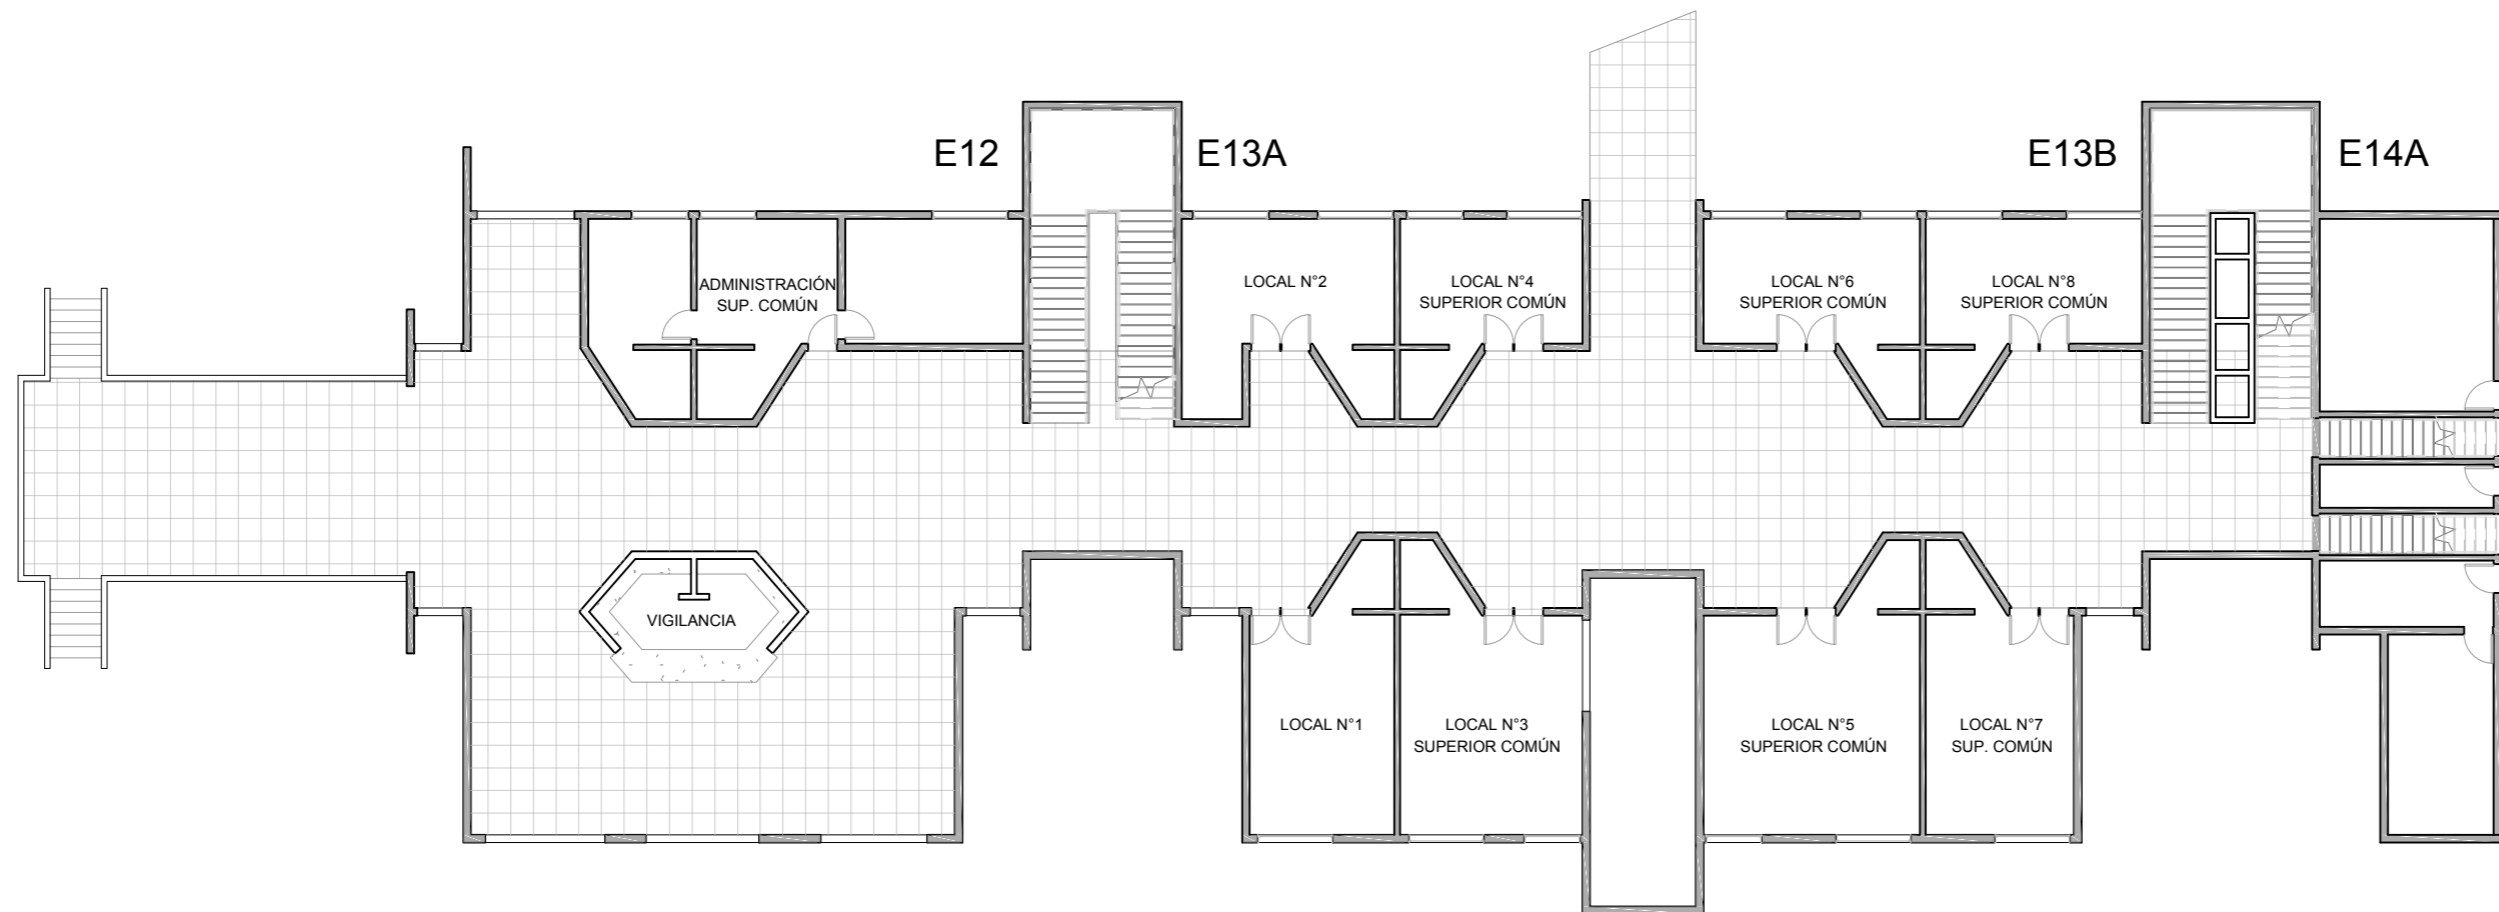 E12
E13A
E13B
E14A
ADMINISTRACIÓN
SUP. COMÚN
LOCAL N°2
LOCAL N°4
SUPERIOR COMÚN
LOCAL N°6
SUPERIOR COMÚN
LOCAL N°8
SUPERIOR COMÚN
VIGILANCIA
LOCAL N°1
LOCAL N°3
SUPERIOR COMÚN
LOCAL N°5
SUPERIOR COMÚN
LOCAL N°7
SUP. COMÚN